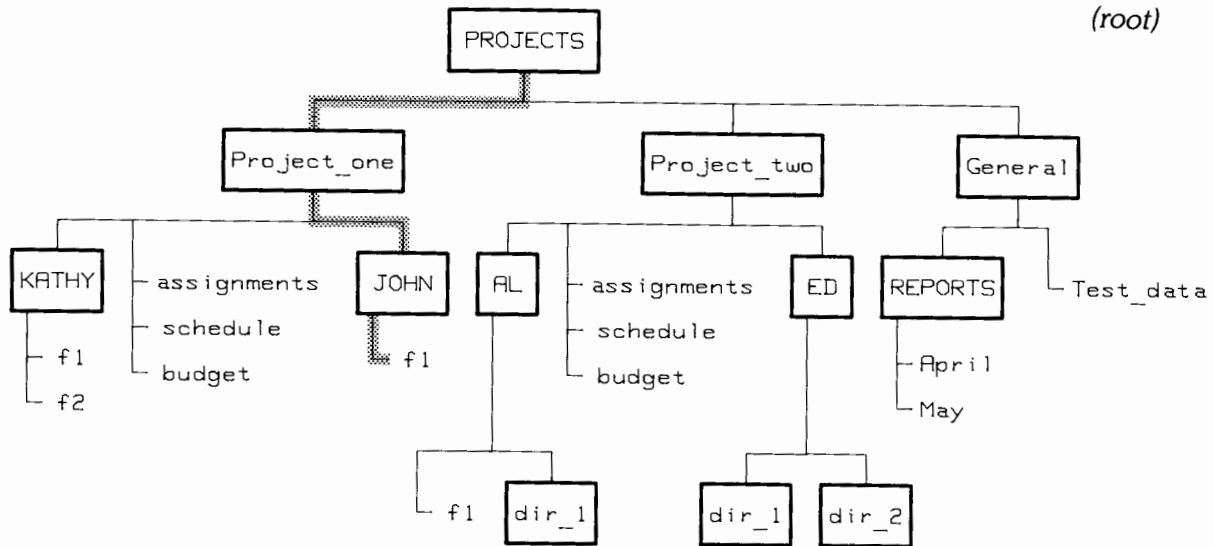 (root)
PROJECTS
Project_one
Project_two
General
KATHY
assignments
schedule
budget
f1
f2
JOHN
f1
AL
assignments
schedule
budget
ED
REPORTS
Test_data
April
May
f1
dir_1
dir_1
dir_2